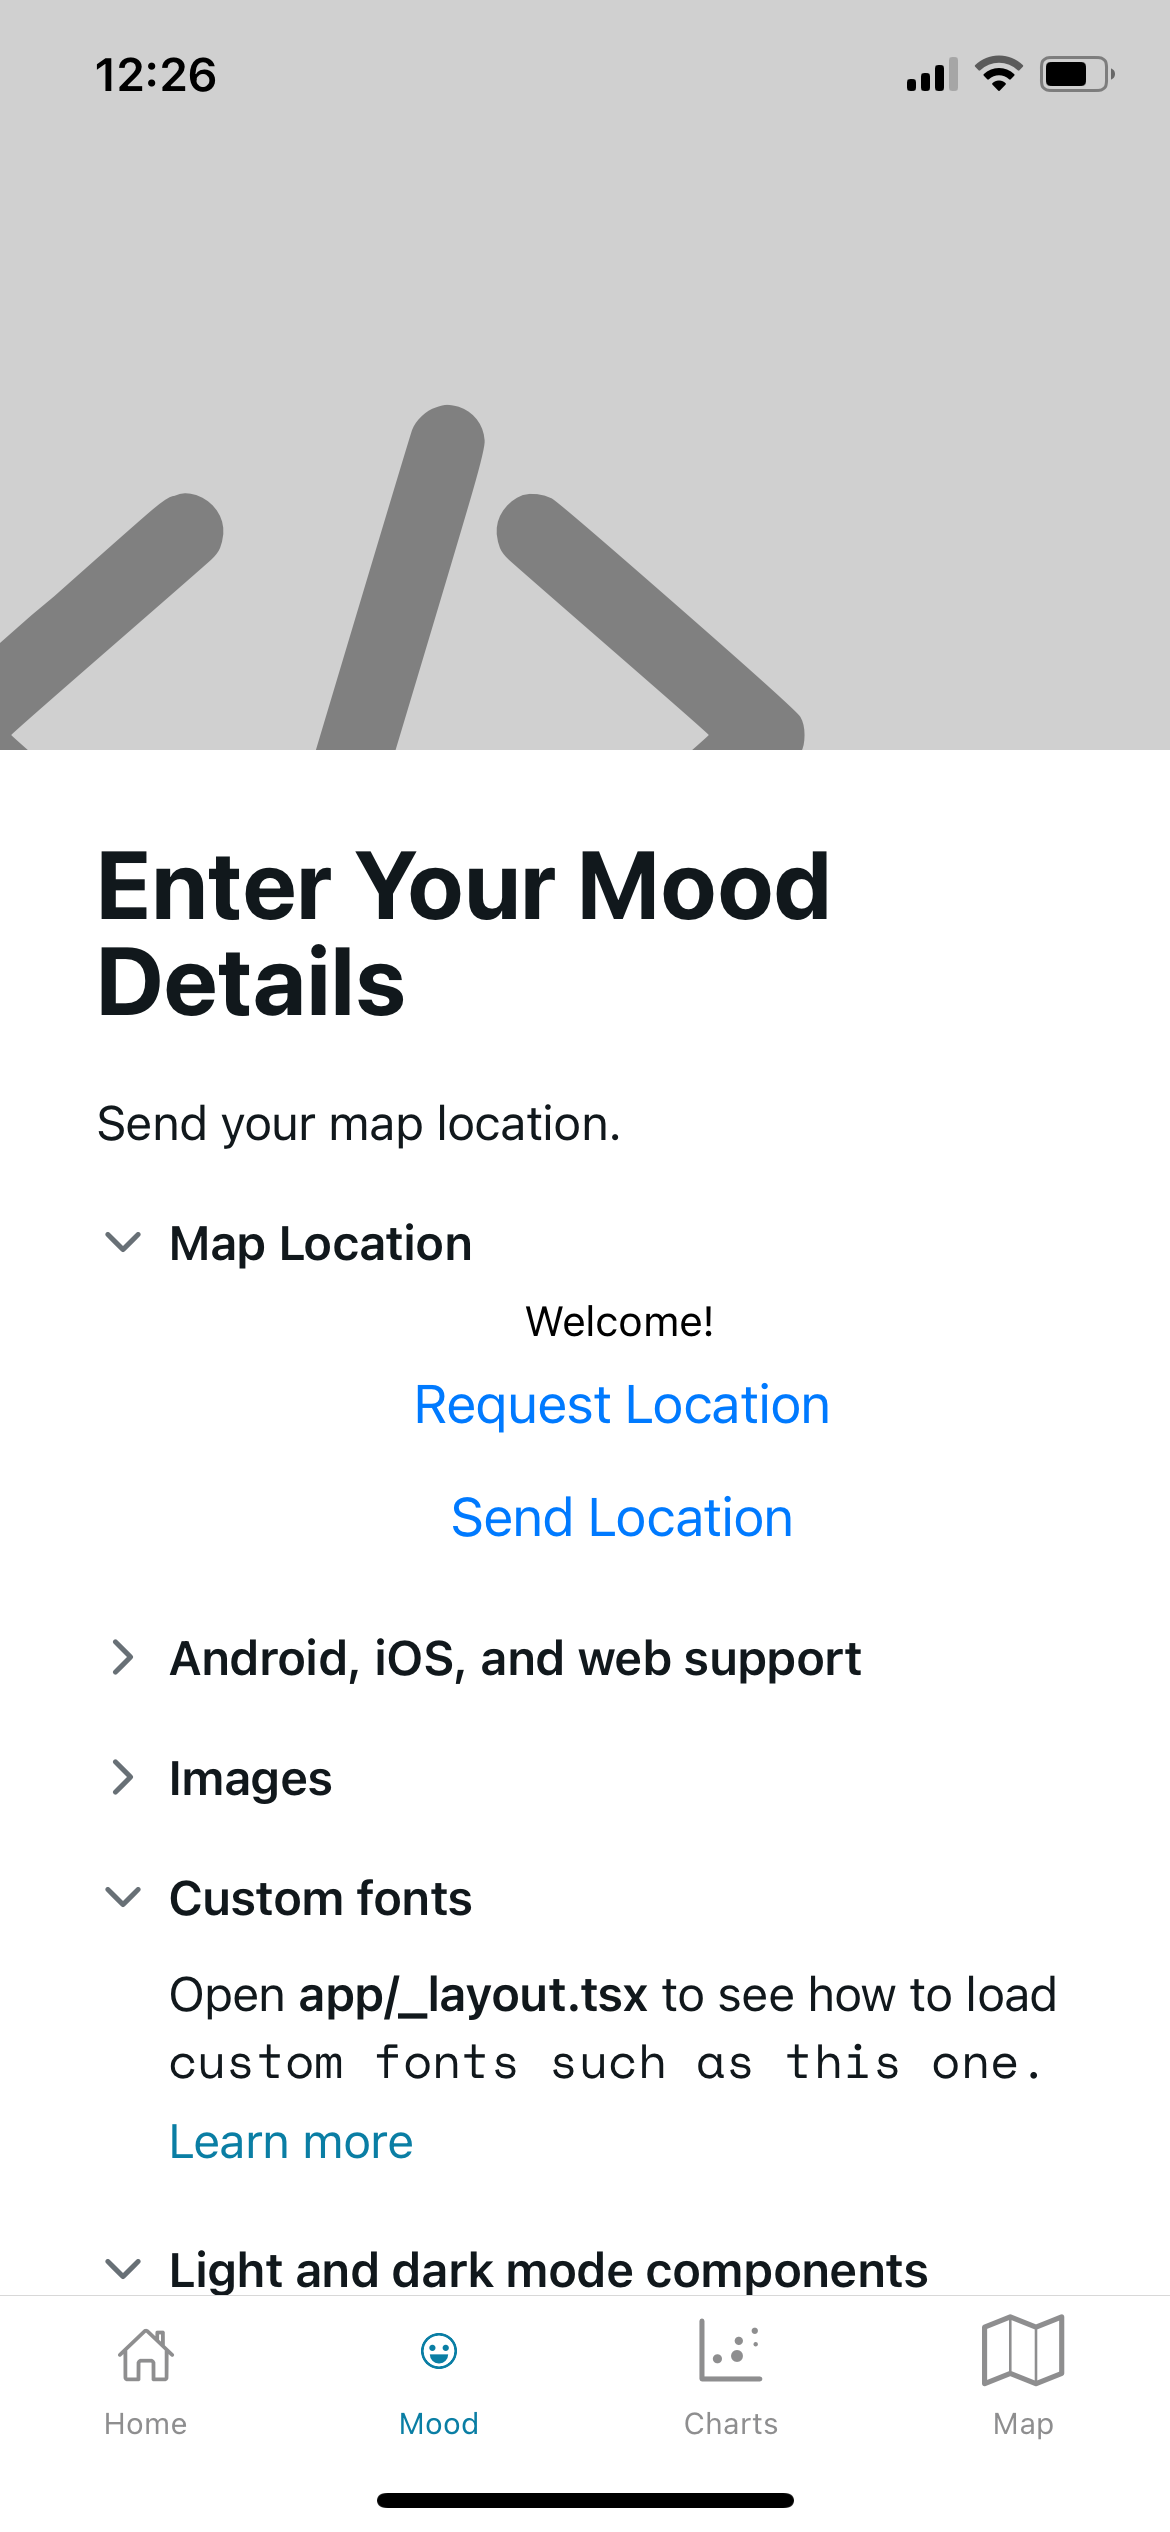 12:26
Enter Your Mood
Details
Send your map location.
Map Location
Welcome!
Request Location
Send Location
Android, iOS, and web support
Images
Custom fonts
Open app/_layout.tsx to see how to load
custom fonts such as this one.
Learn more
Light and dark mode components
Home
Mood
Charts
Map